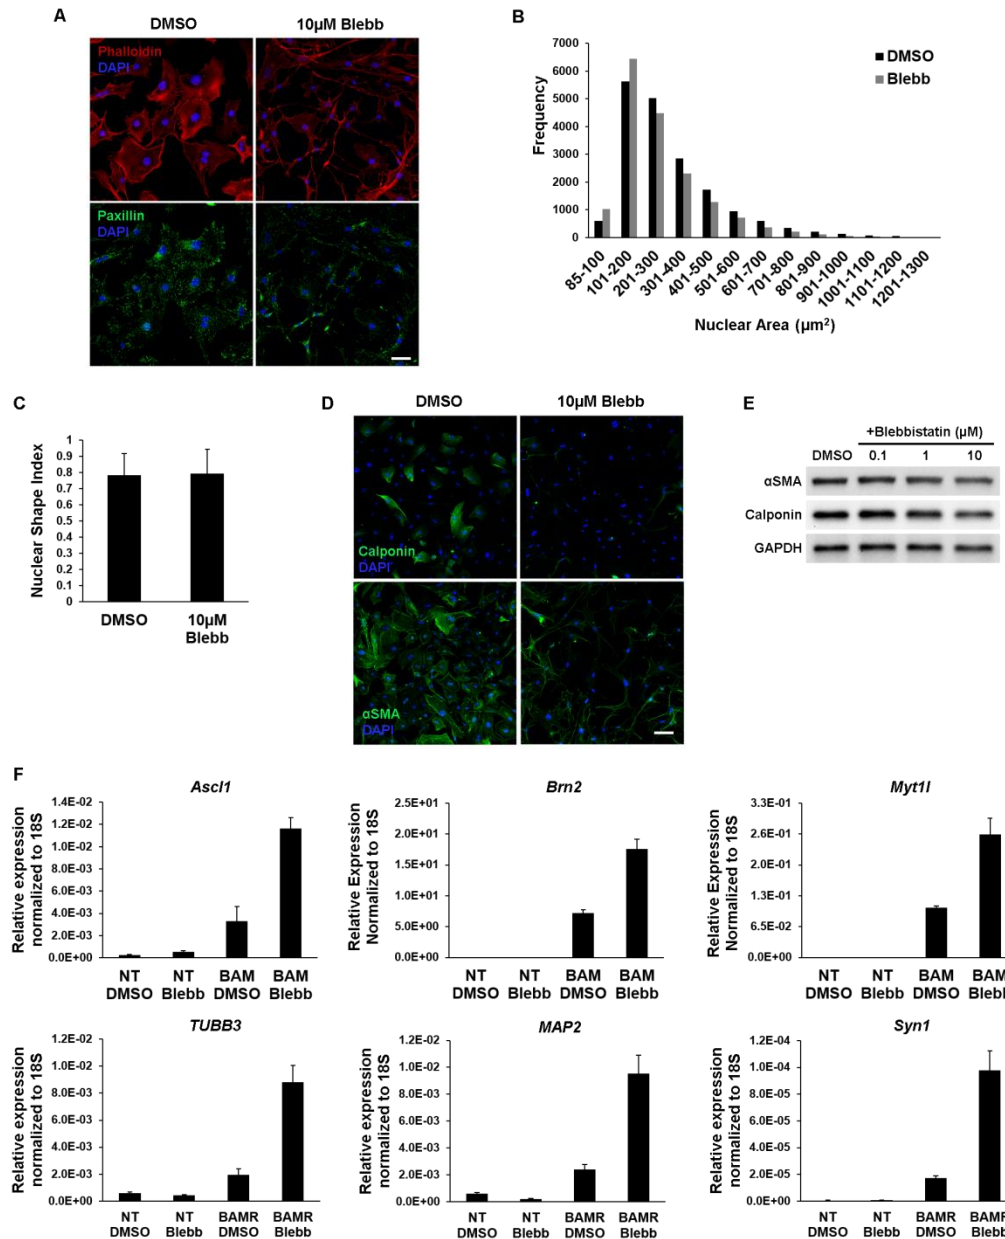 A
DMSO
10µM Blebb
Phalloidin
DAPI
Paxillin
DAPI
B
7000
6000
5000
4000
3000
2000
1000
0
Frequency
DMSO
Blebb
85-100
101-200
201-300
301-400
401-500
501-600
601-700
701-800
801-900
901-1000
1001-1100
1101-1200
1201-1300
Nuclear Area (µm²)
C
Nuclear Shape Index
1
0.9
0.8
0.7
0.6
0.5
0.4
0.3
0.2
0.1
0
DMSO
10µM
Blebb
D
DMSO
10µM Blebb
Calponin
DAPI
αSMA
DAPI
E
+Blebbistatin (µM)
DMSO 0.1 1 10
αSMA
Calponin
GAPDH
F
Ascl1
Relative expression
normalized to 18S
1.4E-02
1.2E-02
1.0E-02
8.0E-03
6.0E-03
4.0E-03
2.0E-03
0.0E+00
NT NT BAM BAM
DMSO Blebb DMSO Blebb
Brn2
Relative Expression
Normalized to 18S
2.5E+01
2.0E+01
1.5E+01
1.0E+01
5.0E+00
0.0E+00
NT NT BAM BAM
DMSO Blebb DMSO Blebb
Myt1l
Relative Expression
Normalized to 18S
3.3E-01
2.6E-01
2.0E-01
1.3E-01
6.5E-02
0.0E+00
NT NT BAM BAM
DMSO Blebb DMSO Blebb
TUBB3
Relative expression
normalized to 18S
1.2E-02
1.0E-02
8.0E-03
6.0E-03
4.0E-03
2.0E-03
0.0E+00
NT NT BAMR BAMR
DMSO Blebb DMSO Blebb
MAP2
Relative expression
normalized to 18S
1.2E-02
1.0E-02
8.0E-03
6.0E-03
4.0E-03
2.0E-03
0.0E+00
NT NT BAMR BAMR
DMSO Blebb DMSO Blebb
Syn1
Relative expression
normalized to 18S
1.2E-04
1.0E-04
8.0E-05
6.0E-05
4.0E-05
2.0E-05
0.0E+00
NT NT BAMR BAMR
DMSO Blebb DMSO Blebb